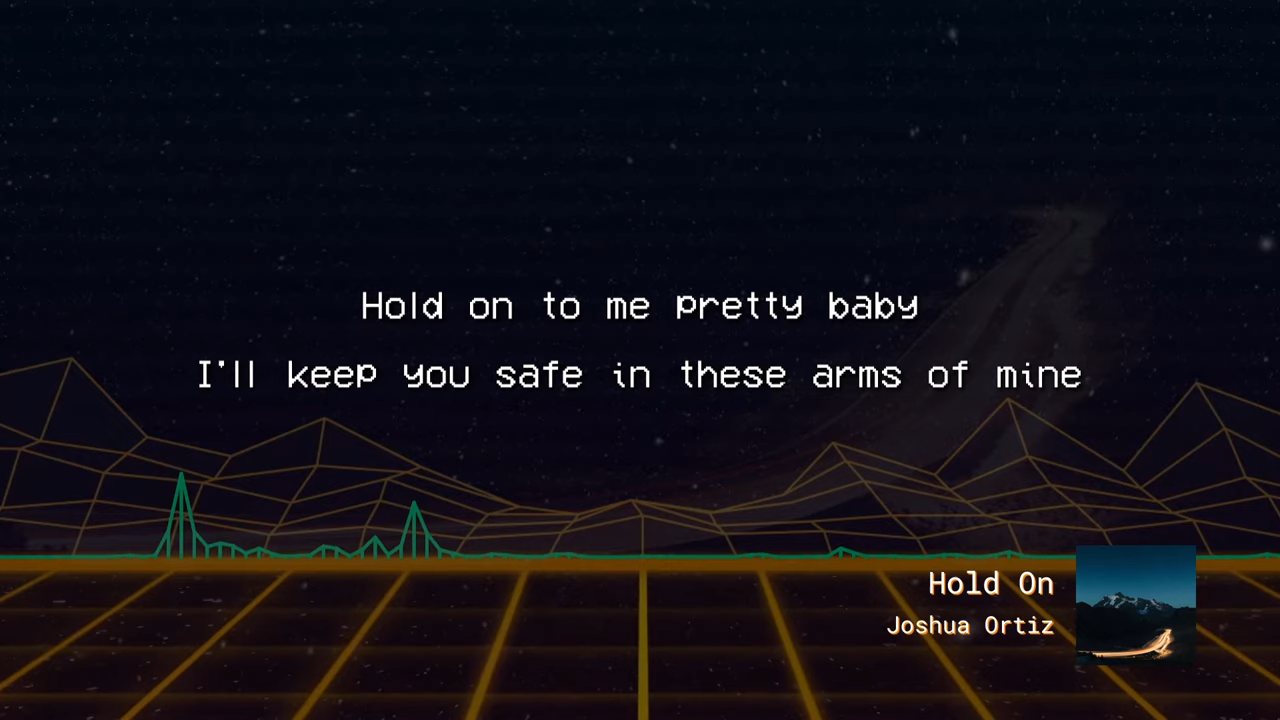 Hold on to me pretty baby
I'll keep you safe in these arms of mine
Hold On
Joshua Ortiz